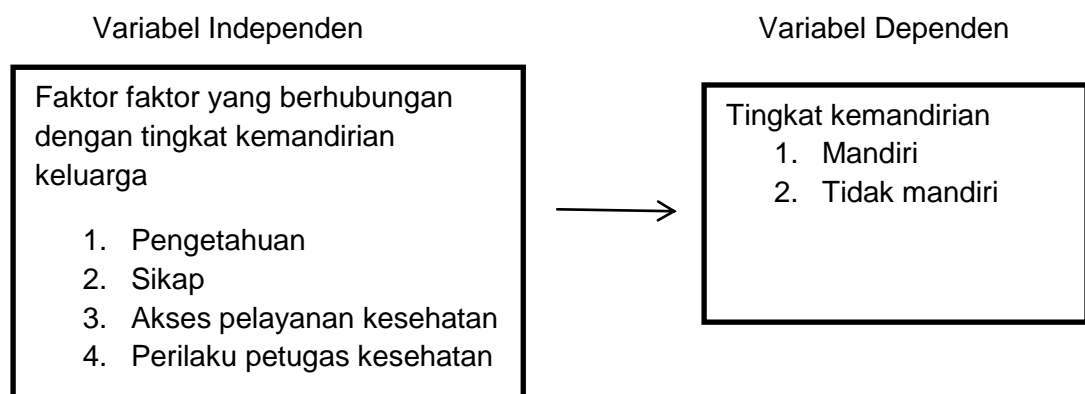 Variabel Independen
Variabel Dependen
Faktor faktor yang berhubungan
dengan tingkat kemandirian
keluarga
1. Pengetahuan
2. Sikap
3. Akses pelayanan kesehatan
4. Perilaku petugas kesehatan
Tingkat kemandirian
1. Mandiri
2. Tidak mandiri